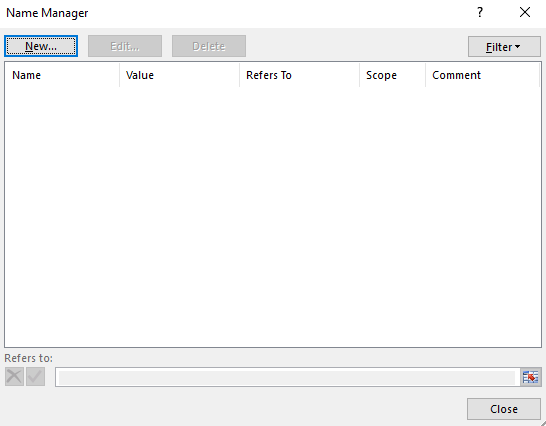 Name Manager
?
New...
Edit...
Delete
Filter
Name Value Refers To Scope Comment
Refers to:
Close